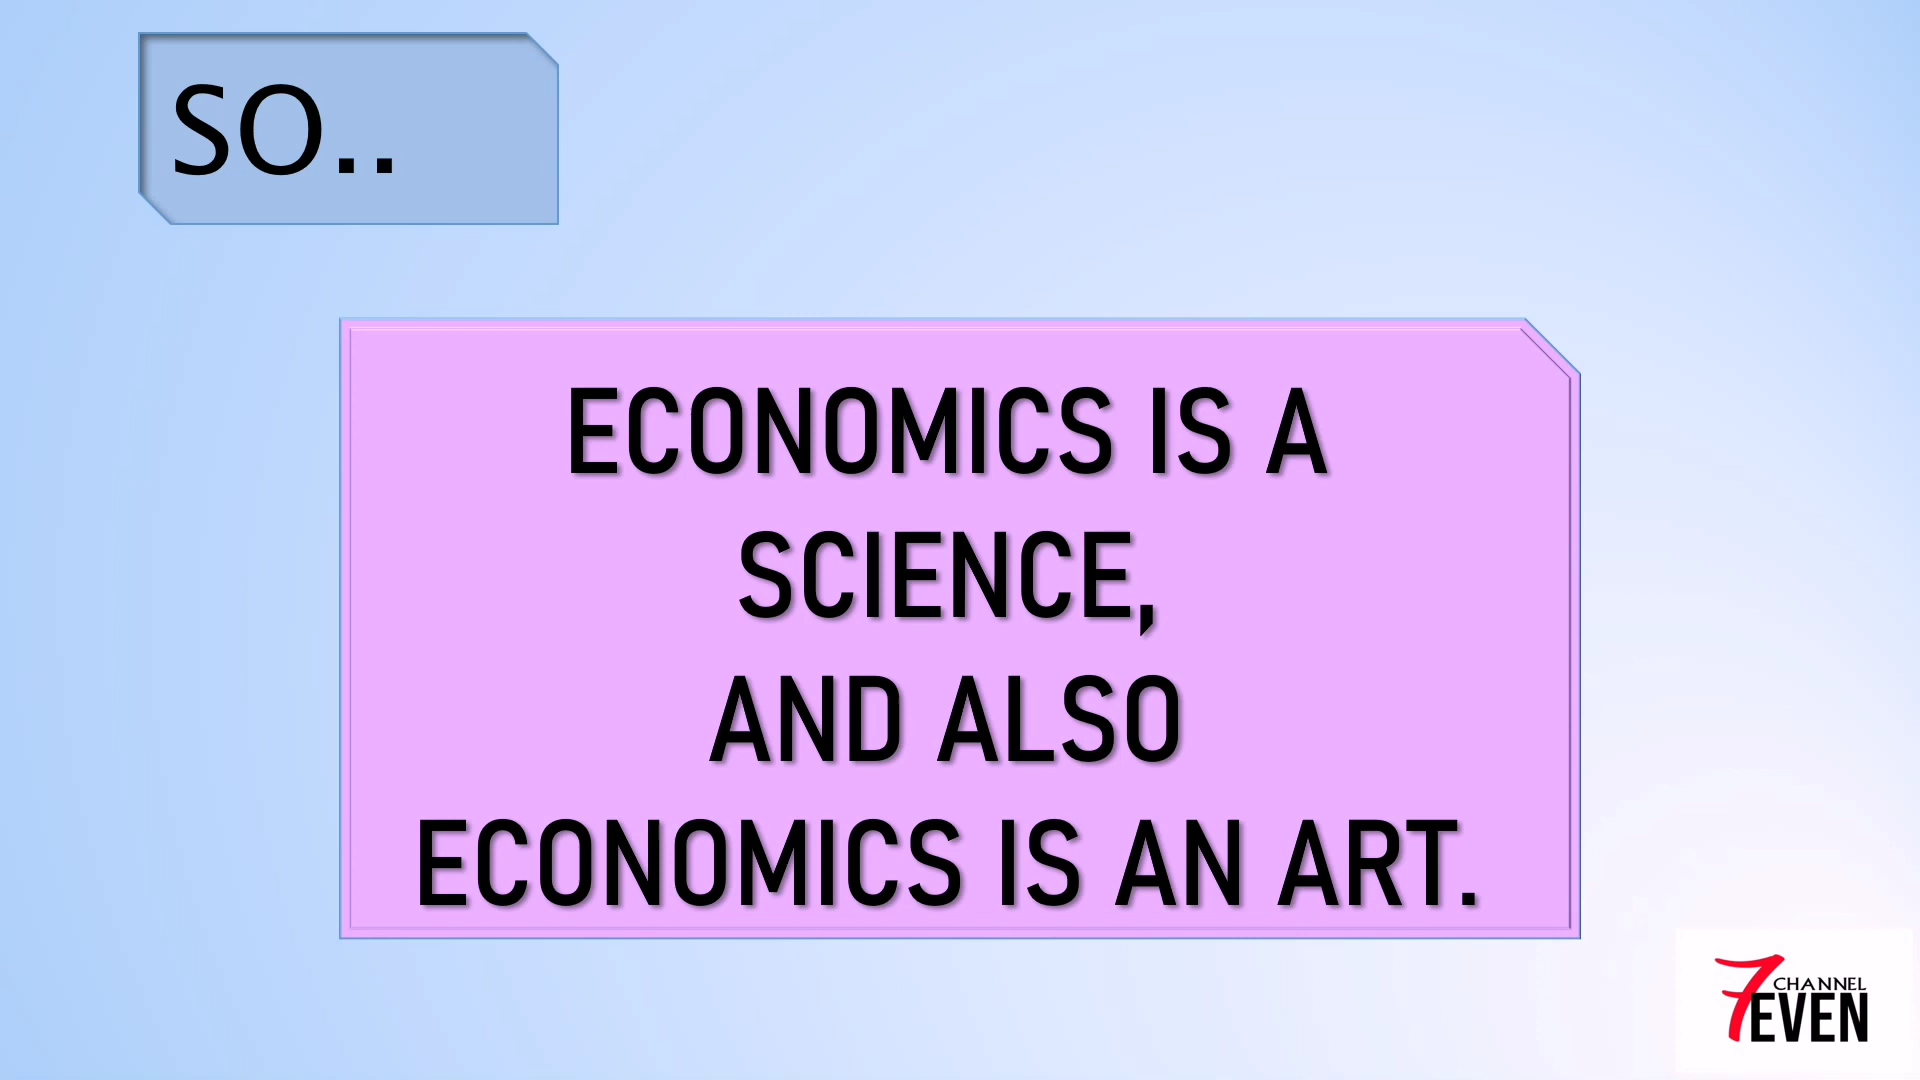 SO..
ECONOMICS IS A
SCIENCE,
AND ALSO
ECONOMICS IS AN ART.
CHANNEL
7EVEN